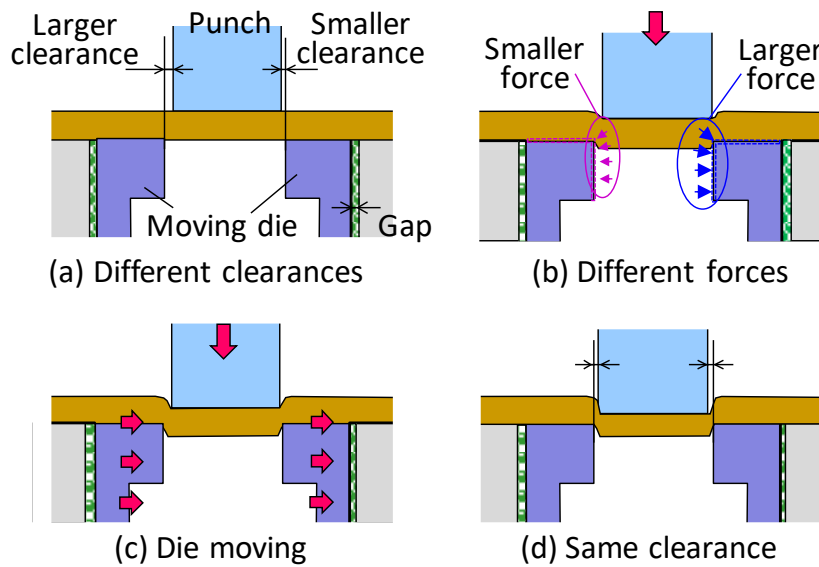 Larger
clearance
Punch
Smaller
clearance
Moving die
Gap
(a) Different clearances
Smaller
force
Larger
force
(b) Different forces
(c) Die moving
(d) Same clearance